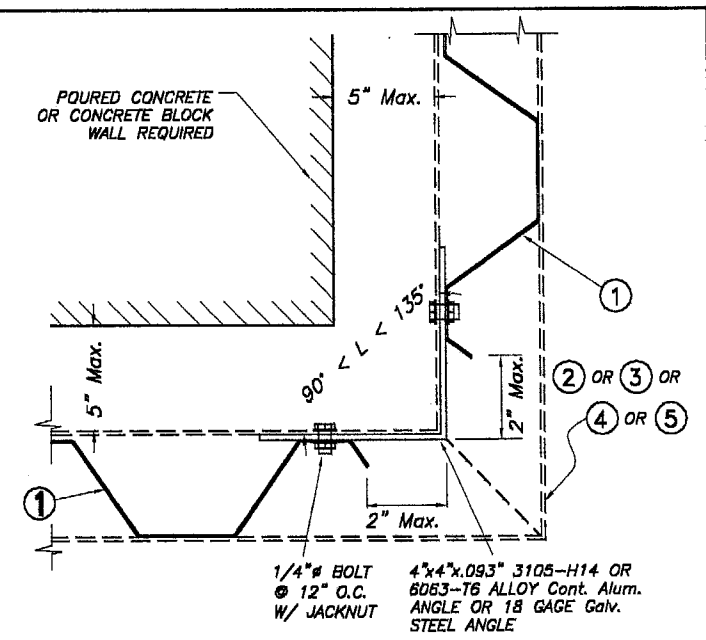 POURED CONCRETE
OR CONCRETE BLOCK
WALL REQUIRED
5" Max.
1
90° < L < 135°
5" Max.
2" Max.
2 OR 3 OR
4 OR 5
1
2" Max.
1/4"ø BOLT
@ 12" O.C.
W/ JACKNUT
4"x4"x.093" 3105-H14 OR
6063-T6 ALLOY Cont. Alum.
ANGLE OR 18 GAGE Galv.
STEEL ANGLE